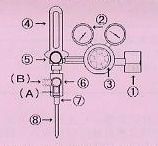 ④ ②
⑤
(B) ⑥ ③
(A) ①
⑦
⑧